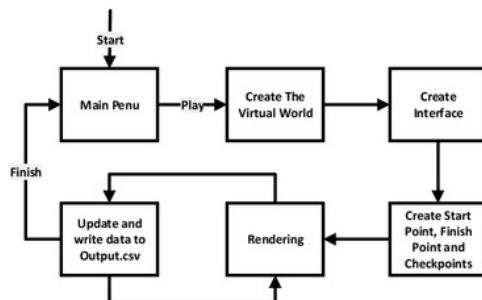 Start
Main Penu
Play
Create The
Virtual World
Create
Interface
Finish
Update and
write data to
Output.csv
Rendering
Create Start
Point, Finish
Point and
Checkpoints